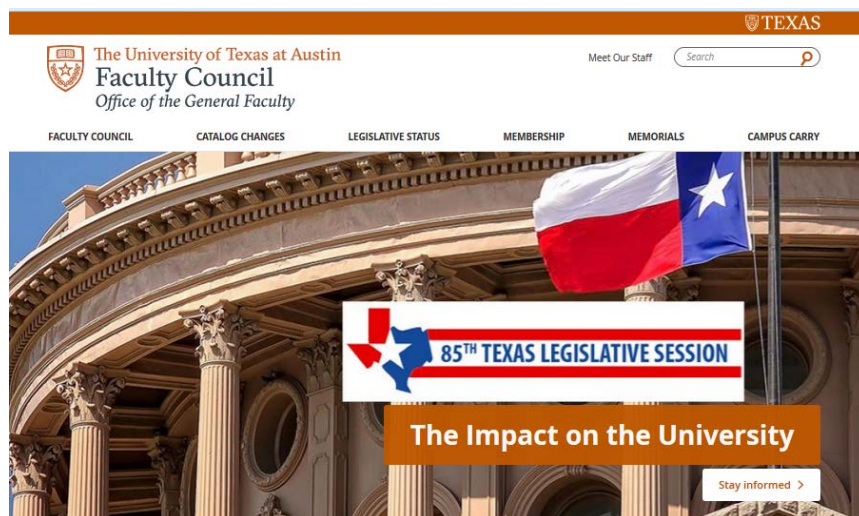 TEXAS
The University of Texas at Austin
Faculty Council
Office of the General Faculty
Meet Our Staff
Search
FACULTY COUNCIL CATALOG CHANGES LEGISLATIVE STATUS MEMBERSHIP MEMORIALS CAMPUS CARRY
85TH TEXAS LEGISLATIVE SESSION
The Impact on the University
Stay informed >